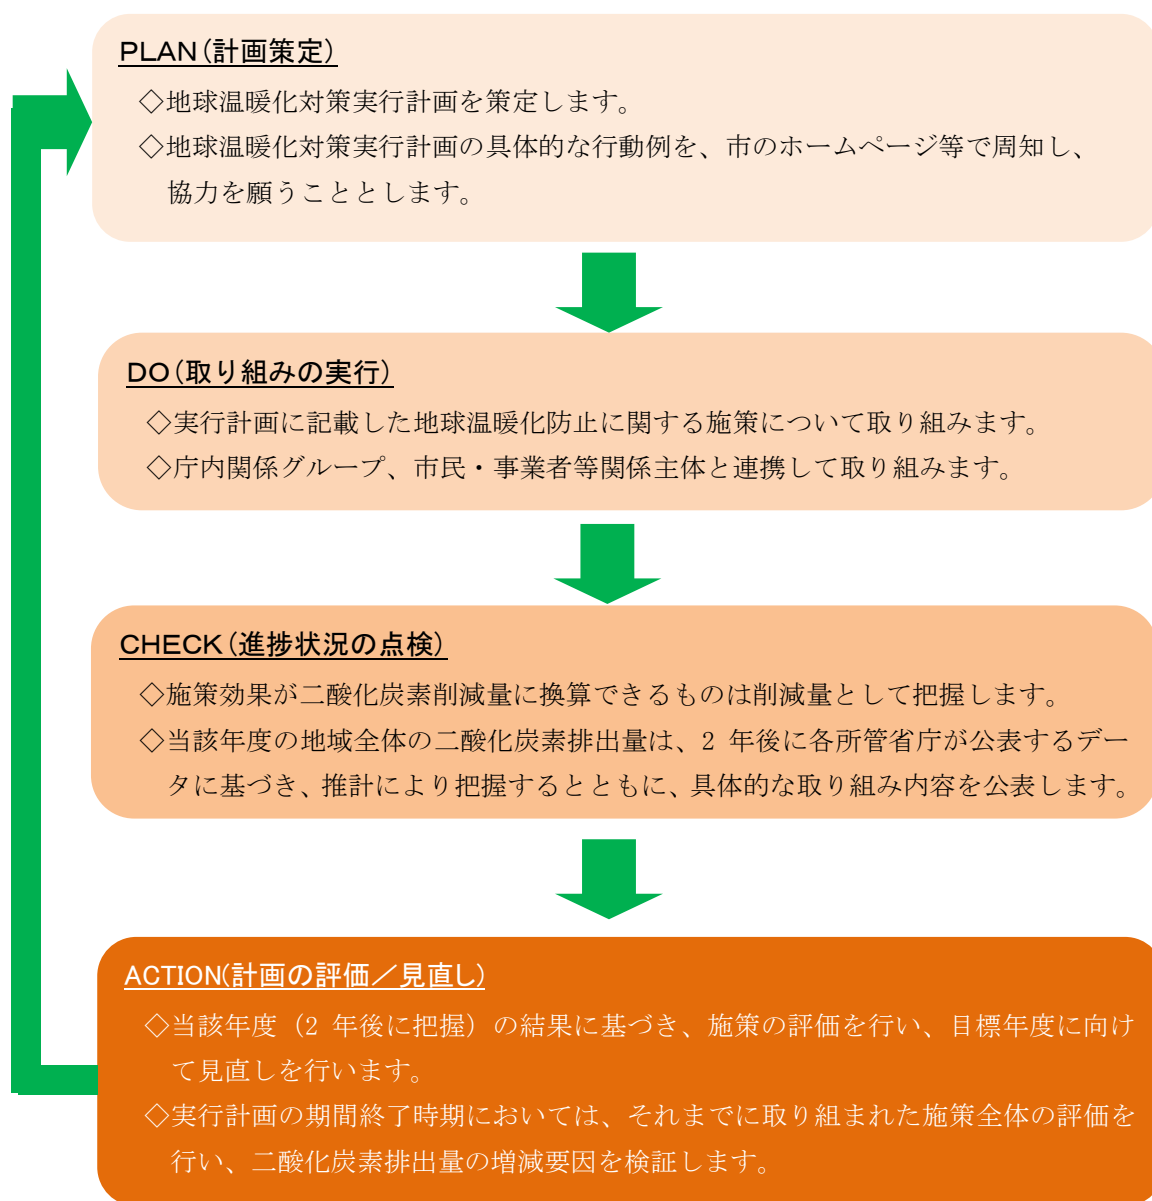 PLAN(計画策定)
◇地球温暖化対策実行計画を策定します。
◇地球温暖化対策実行計画の具体的な行動例を、市のホームページ等で周知し、
協力を願うこととします。
DO(取り組みの実行)
◇実行計画に記載した地球温暖化防止に関する施策について取り組みます。
◇庁内関係グループ、市民・事業者等関係主体と連携して取り組みます。
CHECK(進捗状況の点検)
◇施策効果が二酸化炭素削減量に換算できるものは削減量として把握します。
◇当該年度の地域全体の二酸化炭素排出量は、2 年後に各所管省庁が公表するデー
タに基づき、推計により把握するとともに、具体的な取り組み内容を公表します。
ACTION(計画の評価／見直し)
◇当該年度（2 年後に把握）の結果に基づき、施策の評価を行い、目標年度に向け
て見直しを行います。
◇実行計画の期間終了時期においては、それまでに取り組まれた施策全体の評価を
行い、二酸化炭素排出量の増減要因を検証します。